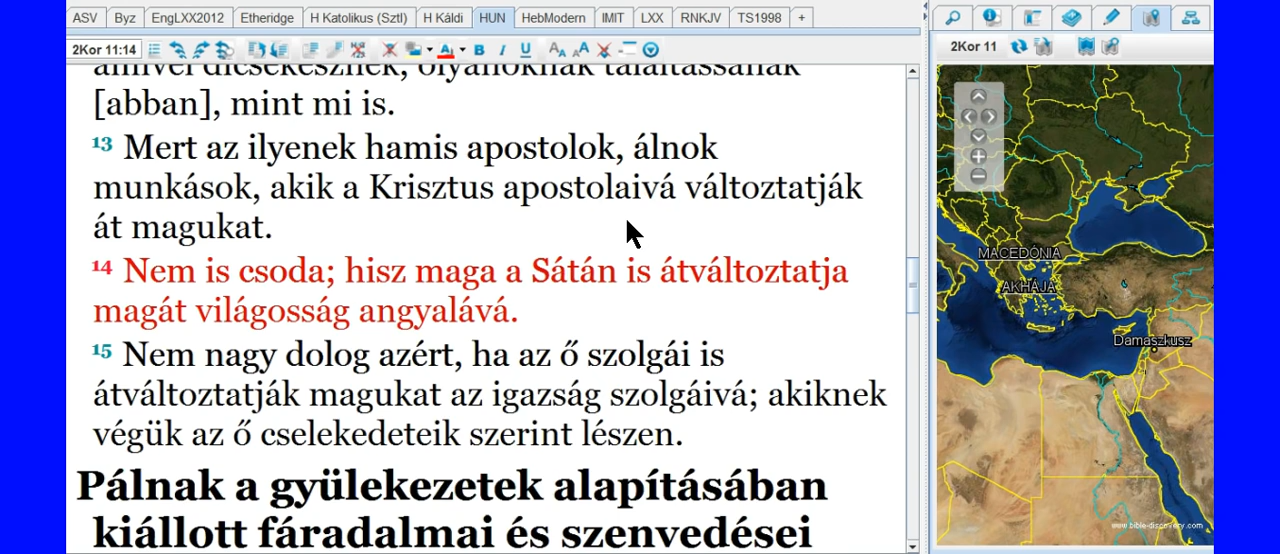 ASV Byz EngLXX2012 Etheridge H Katolikus (Sztl) H Káldi HUN HebModern IMIT LXX RNKJV TS1998 +
2Kor 11:14
2Kor 11
amivel dicsekesznek, olyanoknak találtassanak
[abban], mint mi is.
13 Mert az ilyenek hamis apostolok, álnok
munkások, akik a Krisztus apostolaivá változtatják
át magukat.
14 Nem is csoda; hisz maga a Sátán is átváltoztatja
magát világosság angyalává.
15 Nem nagy dolog azért, ha az ő szolgái is
átváltoztatják magukat az igazság szolgáivá; akiknek
végük az ő cselekedeteik szerint lészen.
Pálnak a gyülekezetek alapításában
kiállott fáradalmai és szenvedései
MACEDÓNIA
AKHÁJA
Damaszkusz
www.bible-discovery.com